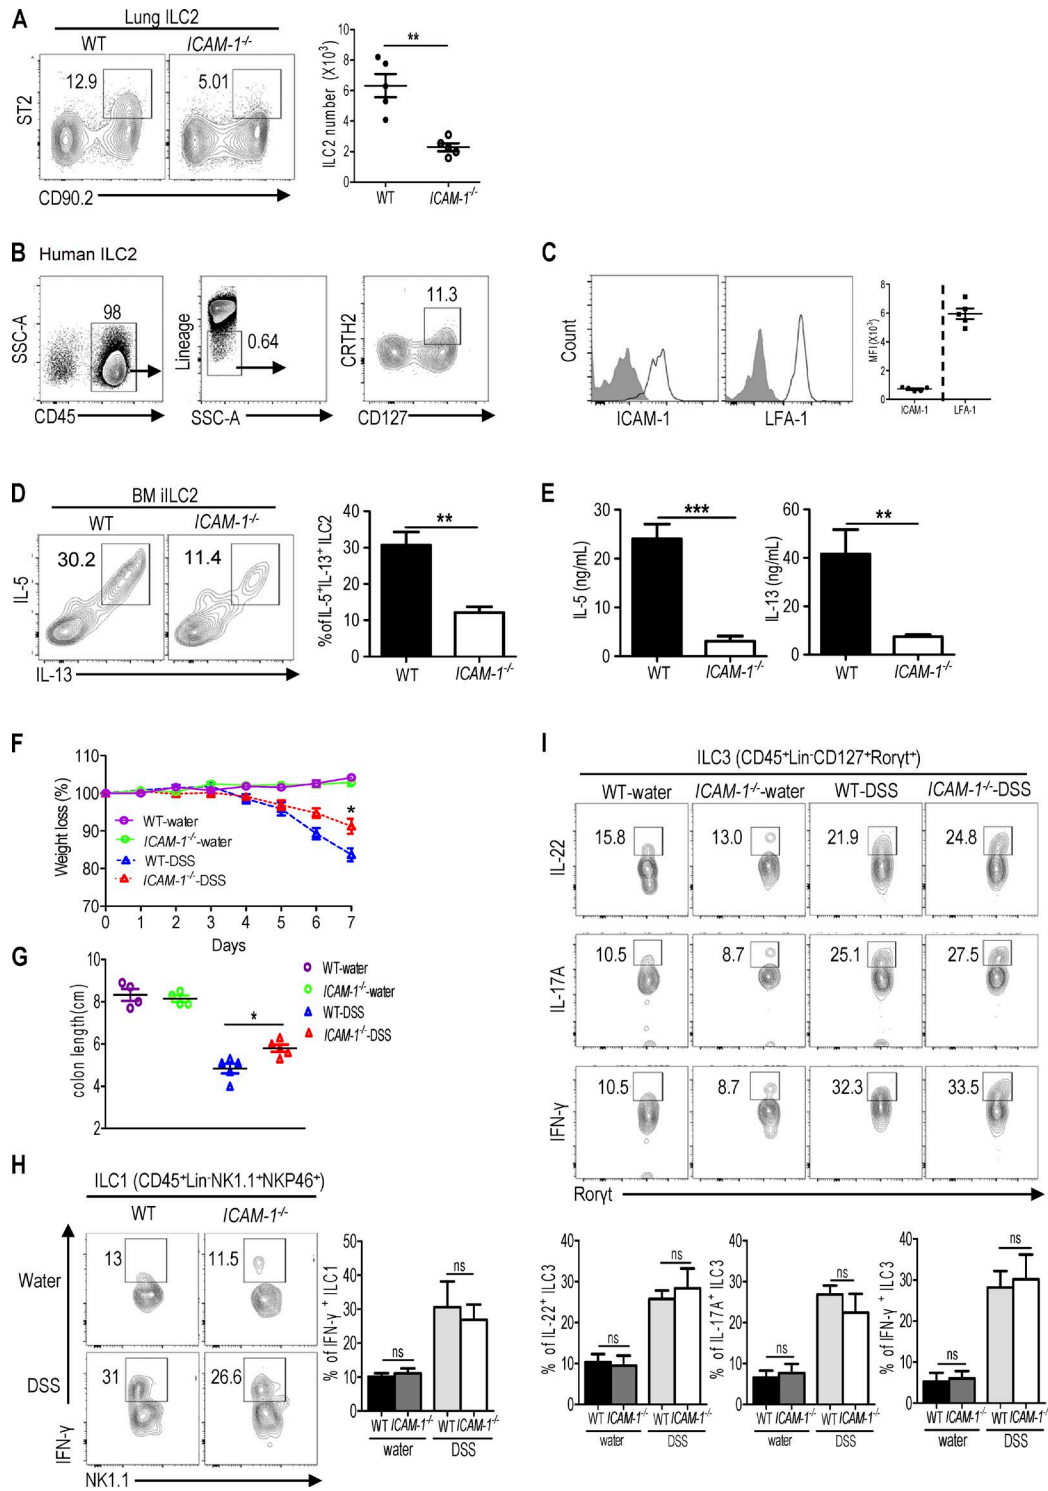 A
Lung ILC2
WT
ICAM-1-/-
12.9
5.01
ST2
CD90.2
ILC2 number (X10³)
10
8
6
4
2
0
**
WT
ICAM-1-/-
B
Human ILC2
98
SSC-A
CD45
Lineage
0.64
SSC-A
11.3
CRTH2
CD127
C
Count
ICAM-1
LFA-1
MFI (X10³)
8
6
4
2
0
ICAM-1
LFA-1
D
BM iILC2
WT
ICAM-1-/-
30.2
11.4
IL-5
IL-13
% of IL-5⁺IL-13⁺ ILC2
40
30
20
10
0
**
WT
ICAM-1-/-
E
IL-5 (ng/mL)
30
20
10
0
***
WT
ICAM-1-/-
IL-13 (ng/mL)
60
40
20
0
**
WT
ICAM-1-/-
F
Weight loss (%)
110
100
90
80
70
WT-water
ICAM-1-/--water
WT-DSS
ICAM-1-/--DSS
*
0 1 2 3 4 5 6 7
Days
G
colon length(cm)
10
8
6
4
2
*
WT-water
ICAM-1-/--water
WT-DSS
ICAM-1-/--DSS
H
ILC1 (CD45⁺Lin⁻NK1.1⁺NKP46⁺)
WT
ICAM-1-/-
Water
13
11.5
DSS
31
26.6
IFN-γ
NK1.1
% of IFN-γ⁺ ILC1
50
40
30
20
10
0
ns
ns
WT ICAM-1-/- WT ICAM-1-/-
water
DSS
I
ILC3 (CD45⁺Lin⁻CD127⁺Rorγt⁺)
WT-water
ICAM-1-/--water
WT-DSS
ICAM-1-/--DSS
IL-22
15.8
13.0
21.9
24.8
IL-17A
10.5
8.7
25.1
27.5
IFN-γ
10.5
8.7
32.3
33.5
Rorγt
% of IL-22⁺ ILC3
40
30
20
10
0
ns
ns
WT ICAM-1-/- WT ICAM-1-/-
water
DSS
% of IL-17A⁺ ILC3
40
30
20
10
0
ns
ns
WT ICAM-1-/- WT ICAM-1-/-
water
DSS
% of IFN-γ⁺ ILC3
40
30
20
10
0
ns
ns
WT ICAM-1-/- WT ICAM-1-/-
water
DSS